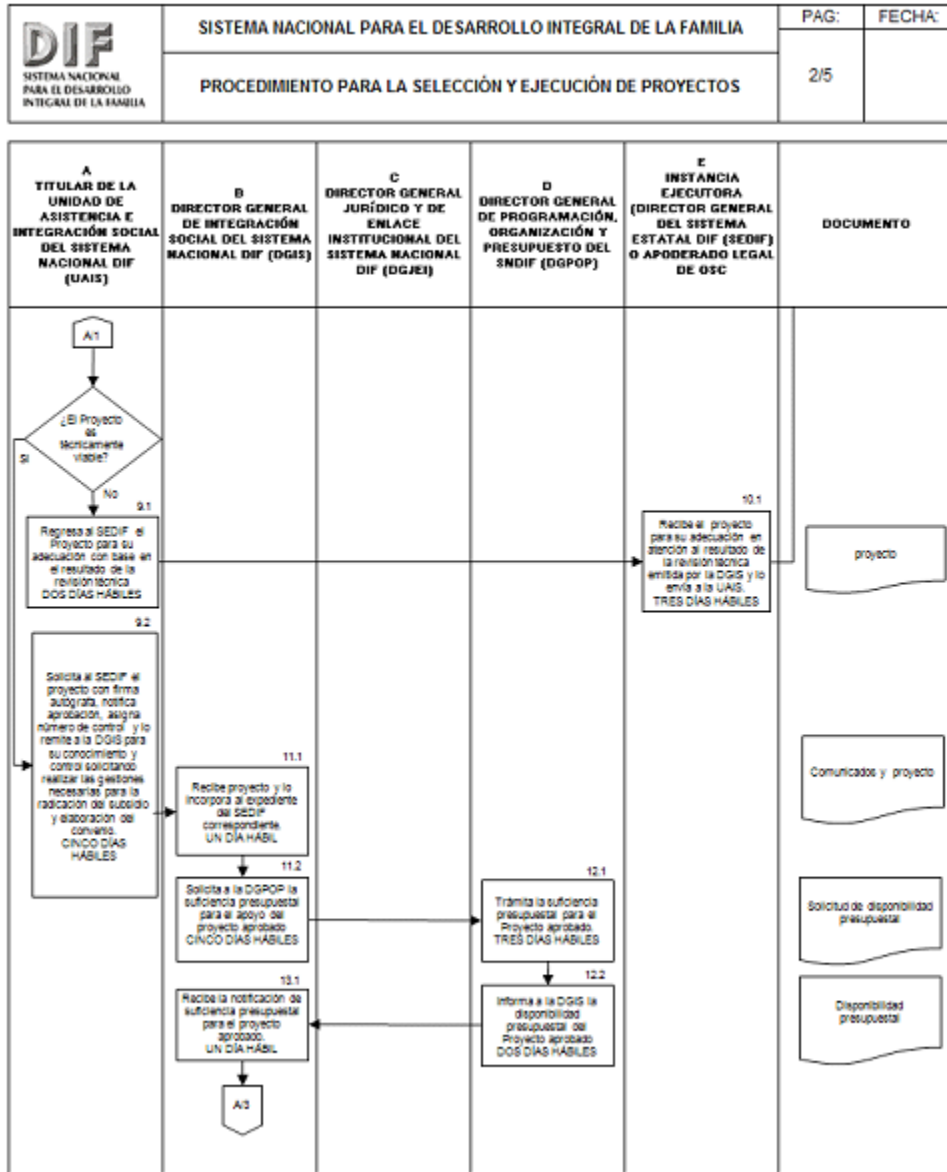 DIF
SISTEMA NACIONAL
PARA EL DESARROLLO
INTEGRAL DE LA FAMILIA
SISTEMA NACIONAL PARA EL DESARROLLO INTEGRAL DE LA FAMILIA
PROCEDIMIENTO PARA LA SELECCIÓN Y EJECUCIÓN DE PROYECTOS
PAG:
FECHA:
2/5
A
TITULAR DE LA
UNIDAD DE
ASISTENCIA E
INTEGRACIÓN SOCIAL
DEL SISTEMA
NACIONAL DIF
(UAIS)
B
DIRECTOR GENERAL
DE INTEGRACIÓN
SOCIAL DEL SISTEMA
NACIONAL DIF (DGIS)
C
DIRECTOR GENERAL
JURÍDICO Y DE
ENLACE
INSTITUCIONAL DEL
SISTEMA NACIONAL
DIF (DGJEI)
D
DIRECTOR GENERAL
DE PROGRAMACIÓN,
ORGANIZACIÓN Y
PRESUPUESTO DEL
SNDIF (DGPOP)
E
INSTANCIA
EJECUTORA
(DIRECTOR GENERAL
DEL SISTEMA
ESTATAL DIF (SEDIF)
O APODERADO LEGAL
DE OSC
DOCUMENTO
A/1
¿El Proyecto
es
técnicamente
viable?
SI
No
9.1
Regresa al SEDIF el
Proyecto para su
adecuación con base en
el resultado de la
revisión técnica
DOS DÍAS HÁBILES
10.1
Recibe el proyecto
para su adecuación en
atención al resultado de
la revisión técnica
emitida por la DGIS y lo
envía a la UAIS.
TRES DÍAS HÁBILES
proyecto
9.2
Solicita al SEDIF el
proyecto con firma
autógrafa, notifica
aprobación, asigna
número de control y lo
remite a la DGIS para
su conocimiento y
control solicitando
realizar las gestiones
necesarias para la
radicación del subsidio
y elaboración del
convenio.
CINCO DÍAS
HÁBILES
11.1
Recibe proyecto y lo
incorpora al expediente
del SEDIF
correspondiente.
UN DÍA HÁBIL
Comunicados y proyecto
11.2
Solicita a la DGPOP la
suficiencia presupuestal
para el apoyo del
proyecto aprobado
CINCO DÍAS HÁBILES
12.1
Trámita la suficiencia
presupuestal para el
Proyecto aprobado.
TRES DÍAS HÁBILES
Solicitud de disponibilidad
presupuestal
13.1
Recibe la notificación de
suficiencia presupuestal
para el proyecto
aprobado.
UN DÍA HÁBIL
12.2
Informa a la DGIS la
disponibilidad
presupuestal del
Proyecto aprobado
DOS DÍAS HÁBILES
Disponibilidad
presupuestal
A/3